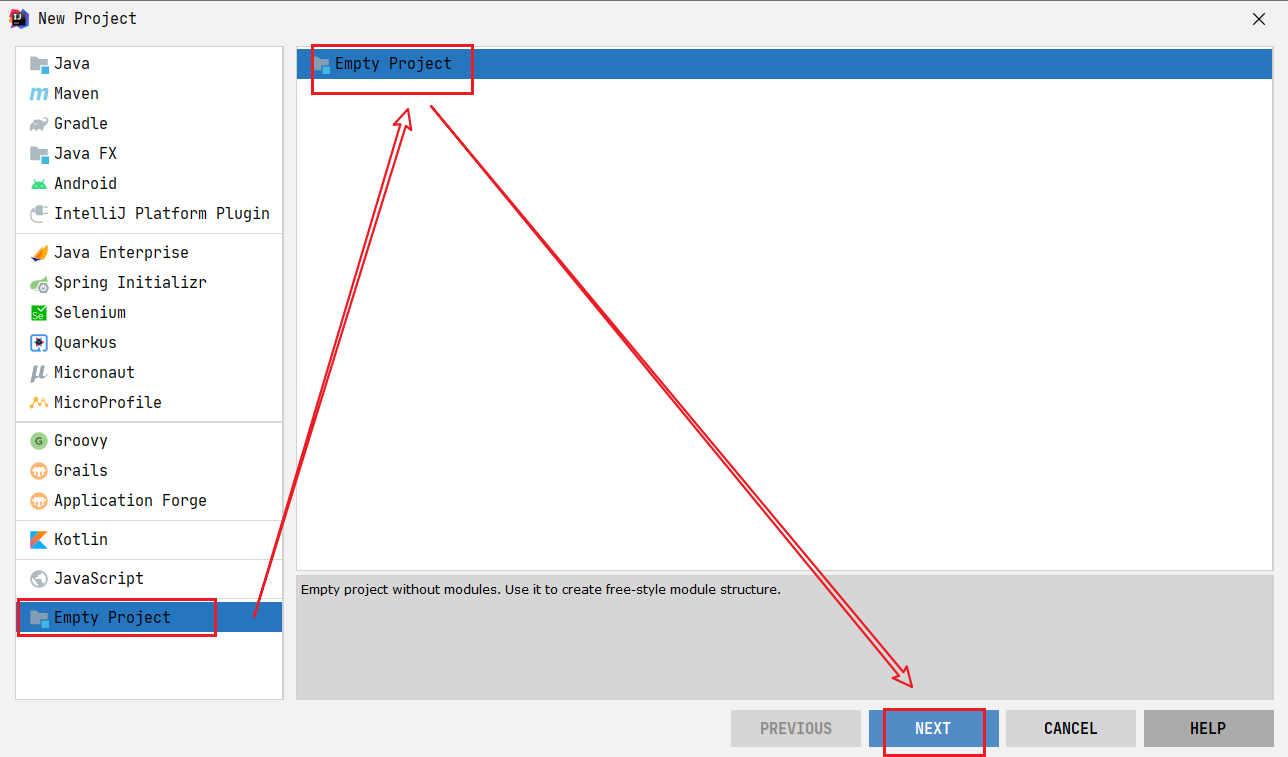 New Project
Java
Maven
Gradle
Java FX
Android
IntelliJ Platform Plugin
Java Enterprise
Spring Initializr
Selenium
Quarkus
Micronaut
MicroProfile
Groovy
Grails
Application Forge
Kotlin
JavaScript
Empty Project
Empty Project
Empty project without modules. Use it to create free-style module structure.
PREVIOUS
NEXT
CANCEL
HELP